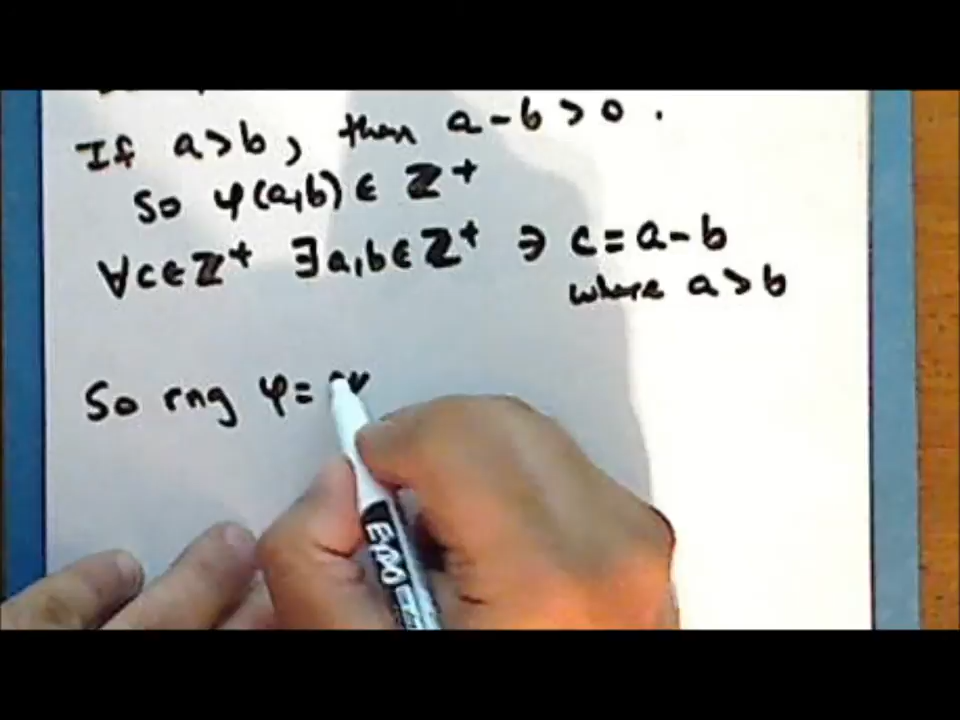 If a>b, then a-b>0.
So φ(a,b)∈ ℤ⁺
∀c∈ℤ⁺ ∃a,b∈ℤ⁺ ∋ c=a-b
where a>b
So rng φ=
EXPO